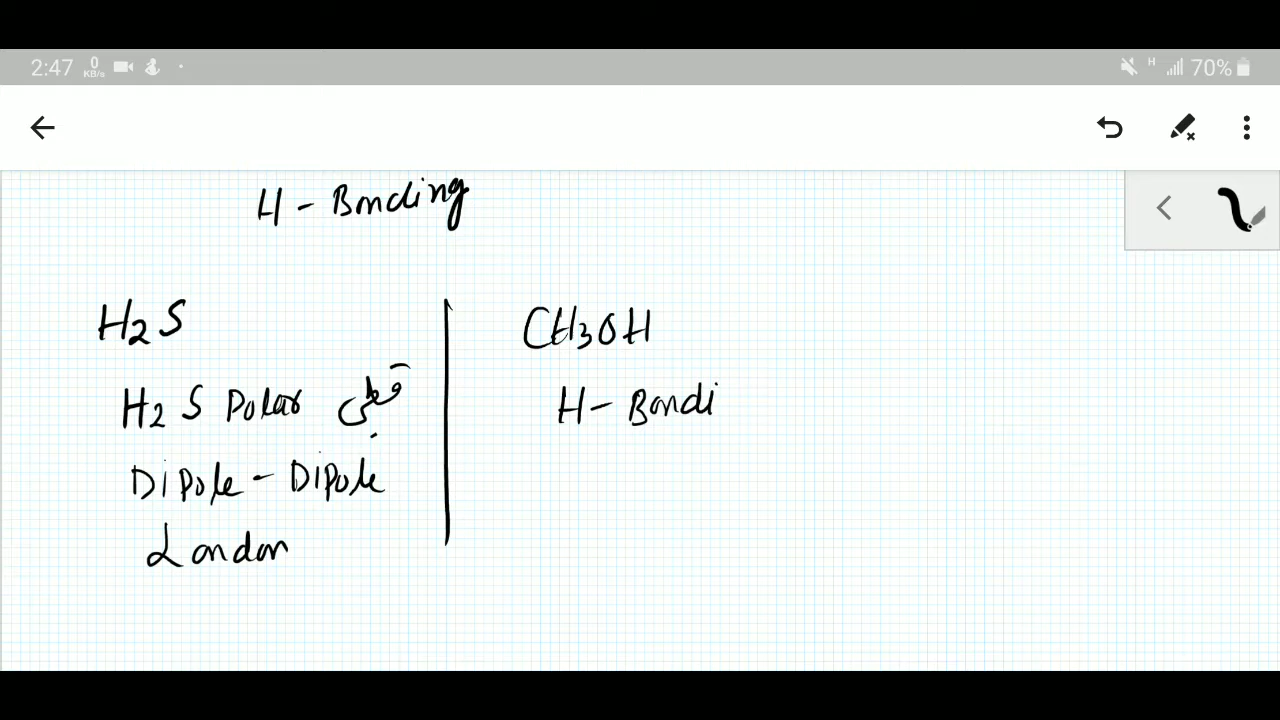 2:47 0 KB/s H 70%
H - Bonding
H2S
H2S Polar قطبي
Dipole - Dipole
London
CH3OH
H - Bondi